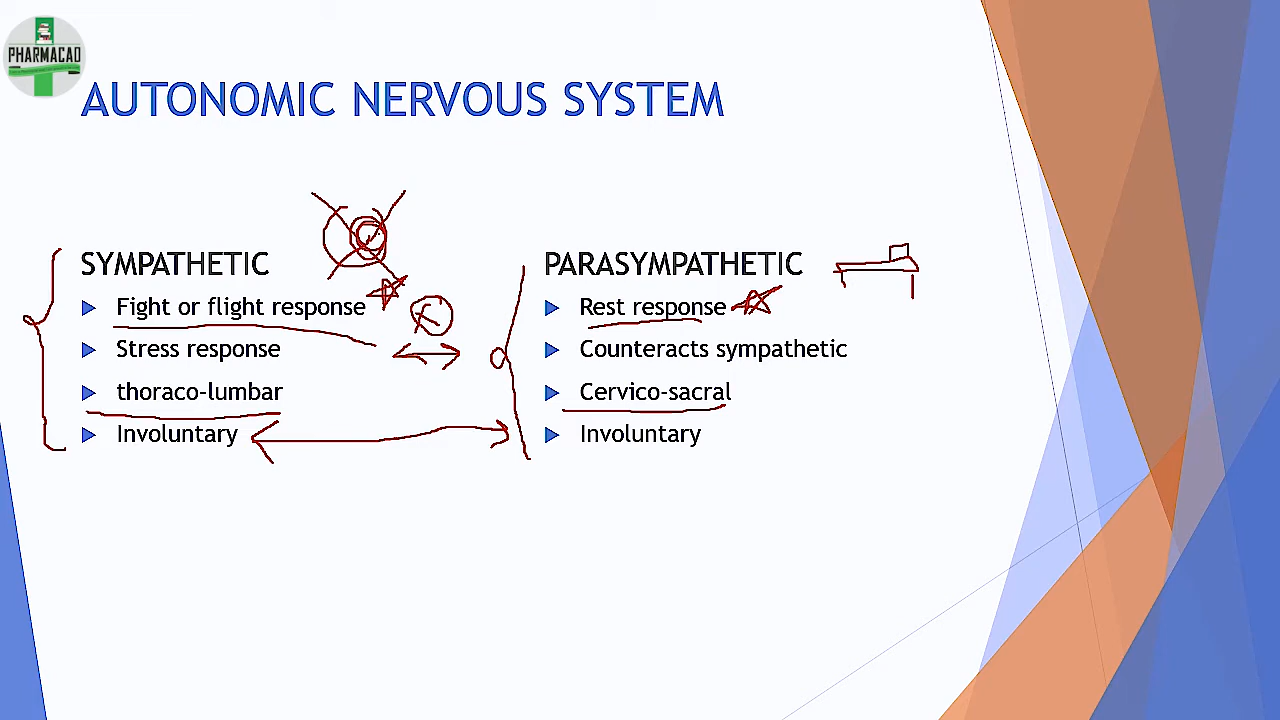 PHARMACAD
AUTONOMIC NERVOUS SYSTEM
SYMPATHETIC
Fight or flight response
Stress response
thoraco-lumbar
Involuntary
PARASYMPATHETIC
Rest response
Counteracts sympathetic
Cervico-sacral
Involuntary